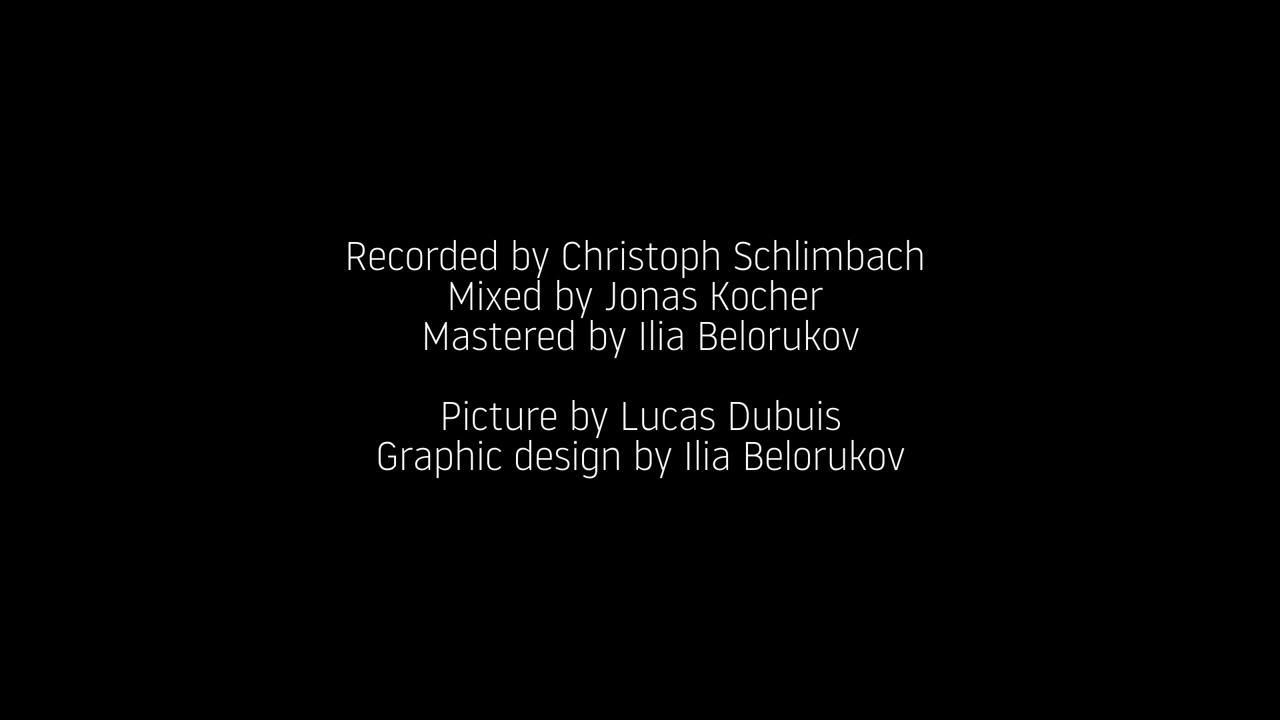 Recorded by Christoph Schlimbach
Mixed by Jonas Kocher
Mastered by Ilia Belorukov
Picture by Lucas Dubuis
Graphic design by Ilia Belorukov